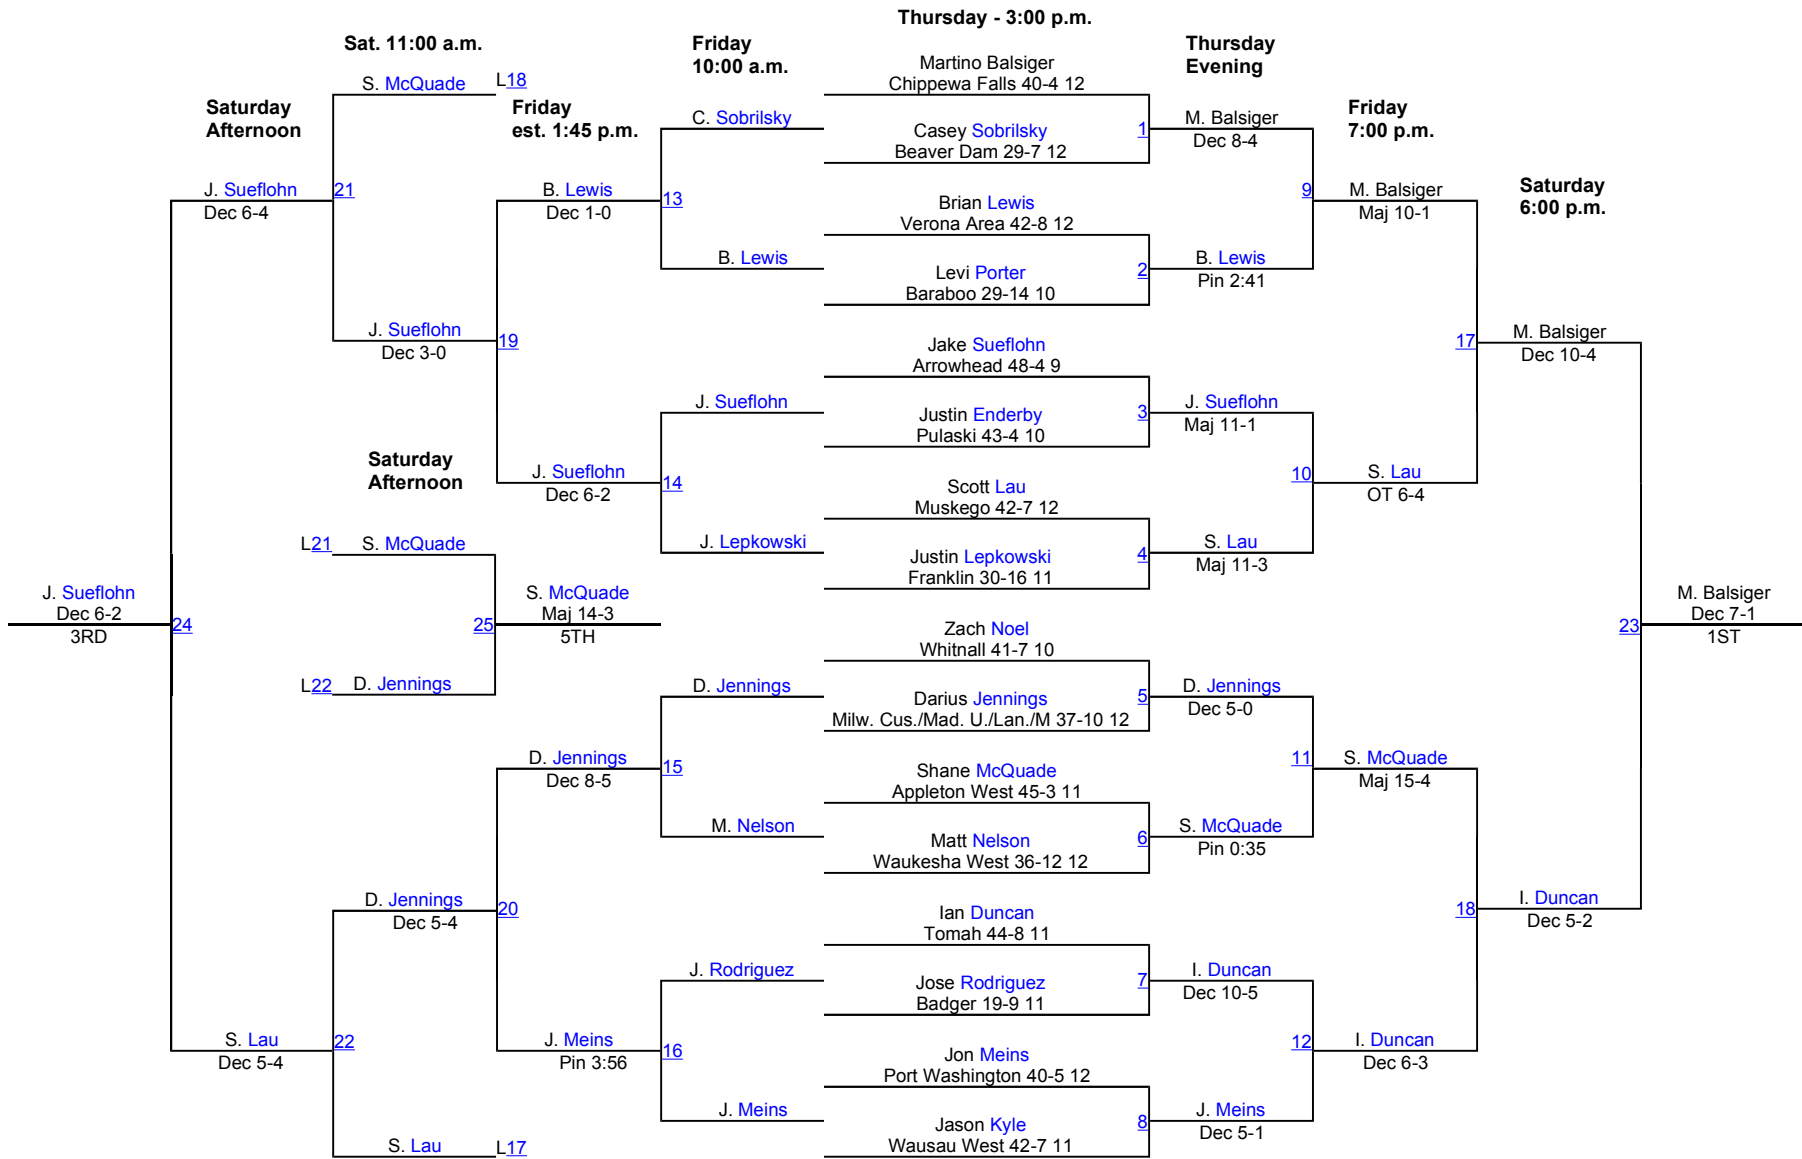 Thursday - 3:00 p.m.
Sat. 11:00 a.m.
Friday
10:00 a.m.
Thursday
Evening
Martino Balsiger
Chippewa Falls 40-4 12
S. McQuade
L18
Saturday
Afternoon
Friday
est. 1:45 p.m.
Friday
7:00 p.m.
C. Sobrilsky
Casey Sobrilsky
Beaver Dam 29-7 12
1
M. Balsiger
Dec 8-4
J. Sueflohn
Dec 6-4
21
B. Lewis
Dec 1-0
13
Brian Lewis
Verona Area 42-8 12
9
M. Balsiger
Maj 10-1
Saturday
6:00 p.m.
B. Lewis
Levi Porter
Baraboo 29-14 10
2
B. Lewis
Pin 2:41
J. Sueflohn
Dec 3-0
19
Jake Sueflohn
Arrowhead 48-4 9
17
M. Balsiger
Dec 10-4
J. Sueflohn
Justin Enderby
Pulaski 43-4 10
3
J. Sueflohn
Maj 11-1
Saturday
Afternoon
J. Sueflohn
Dec 6-2
14
Scott Lau
Muskego 42-7 12
10
S. Lau
OT 6-4
L21
S. McQuade
J. Lepkowski
Justin Lepkowski
Franklin 30-16 11
4
S. Lau
Maj 11-3
J. Sueflohn
Dec 6-2
3RD
24
25
S. McQuade
Maj 14-3
5TH
Zach Noel
Whitnall 41-7 10
23
M. Balsiger
Dec 7-1
1ST
L22
D. Jennings
D. Jennings
Darius Jennings
Milw. Cus./Mad. U./Lan./M 37-10 12
5
D. Jennings
Dec 5-0
D. Jennings
Dec 8-5
15
Shane McQuade
Appleton West 45-3 11
11
S. McQuade
Maj 15-4
M. Nelson
Matt Nelson
Waukesha West 36-12 12
6
S. McQuade
Pin 0:35
D. Jennings
Dec 5-4
20
Ian Duncan
Tomah 44-8 11
18
I. Duncan
Dec 5-2
J. Rodriguez
Jose Rodriguez
Badger 19-9 11
7
I. Duncan
Dec 10-5
S. Lau
Dec 5-4
22
J. Meins
Pin 3:56
16
Jon Meins
Port Washington 40-5 12
12
I. Duncan
Dec 6-3
J. Meins
Jason Kyle
Wausau West 42-7 11
8
J. Meins
Dec 5-1
S. Lau
L17